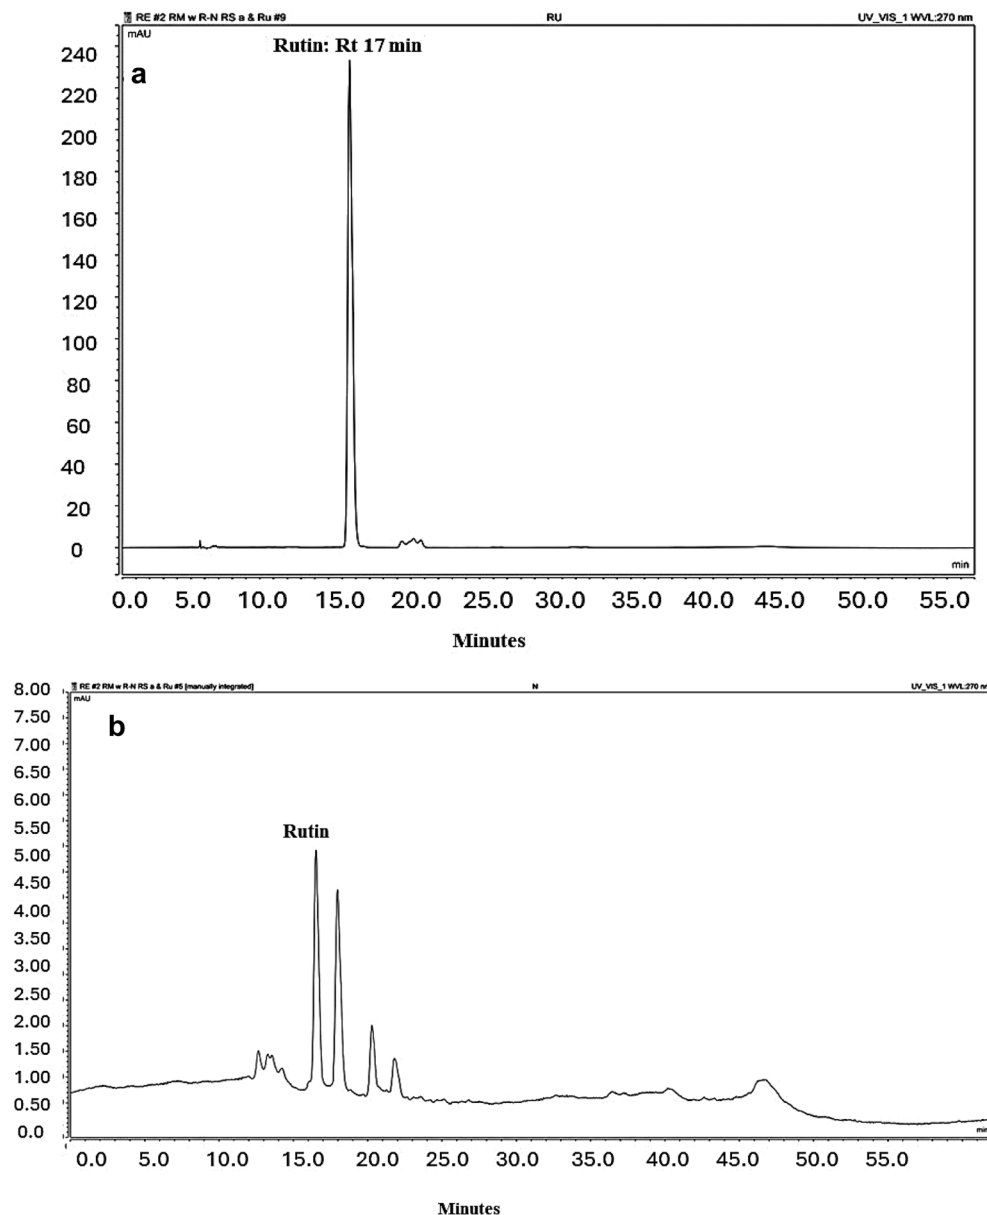 RE #2 RM w R-N RS a & Ru #9 RU UV_VIS_1 WVL:270 nm
mAU
Rutin: Rt 17 min
a
240
220
200
180
160
140
120
100
80
60
40
20
0
min
0.0 5.0 10.0 15.0 20.0 25.0 30.0 35.0 40.0 45.0 50.0 55.0
Minutes
RE #2 RM w R-N RS a & Ru #5 [manually integrated] N UV_VIS_1 WVL:270 nm
mAU
b
8.00
7.50
7.00
6.50
6.00
5.50
Rutin
5.00
4.50
4.00
3.50
3.00
2.50
2.00
1.50
1.00
0.50
0.0
min
0.0 5.0 10.0 15.0 20.0 25.0 30.0 35.0 40.0 45.0 50.0 55.0
Minutes